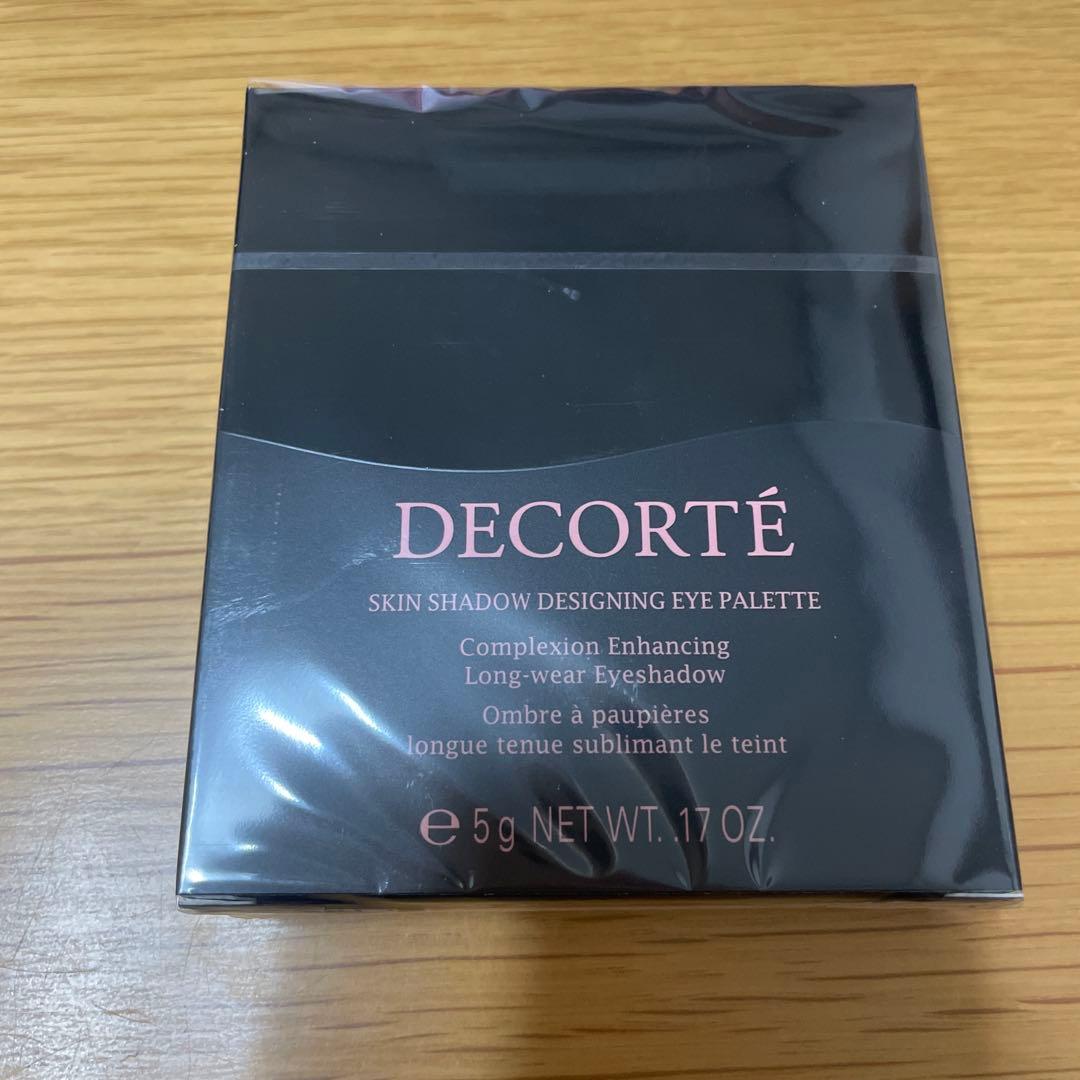 DECORTÉ
SKIN SHADOW DESIGNING EYE PALETTE
Complexion Enhancing
Long-wear Eyeshadow
Ombre à paupières
longue tenue sublimant le teint
℮ 5g NET WT. .17 OZ.